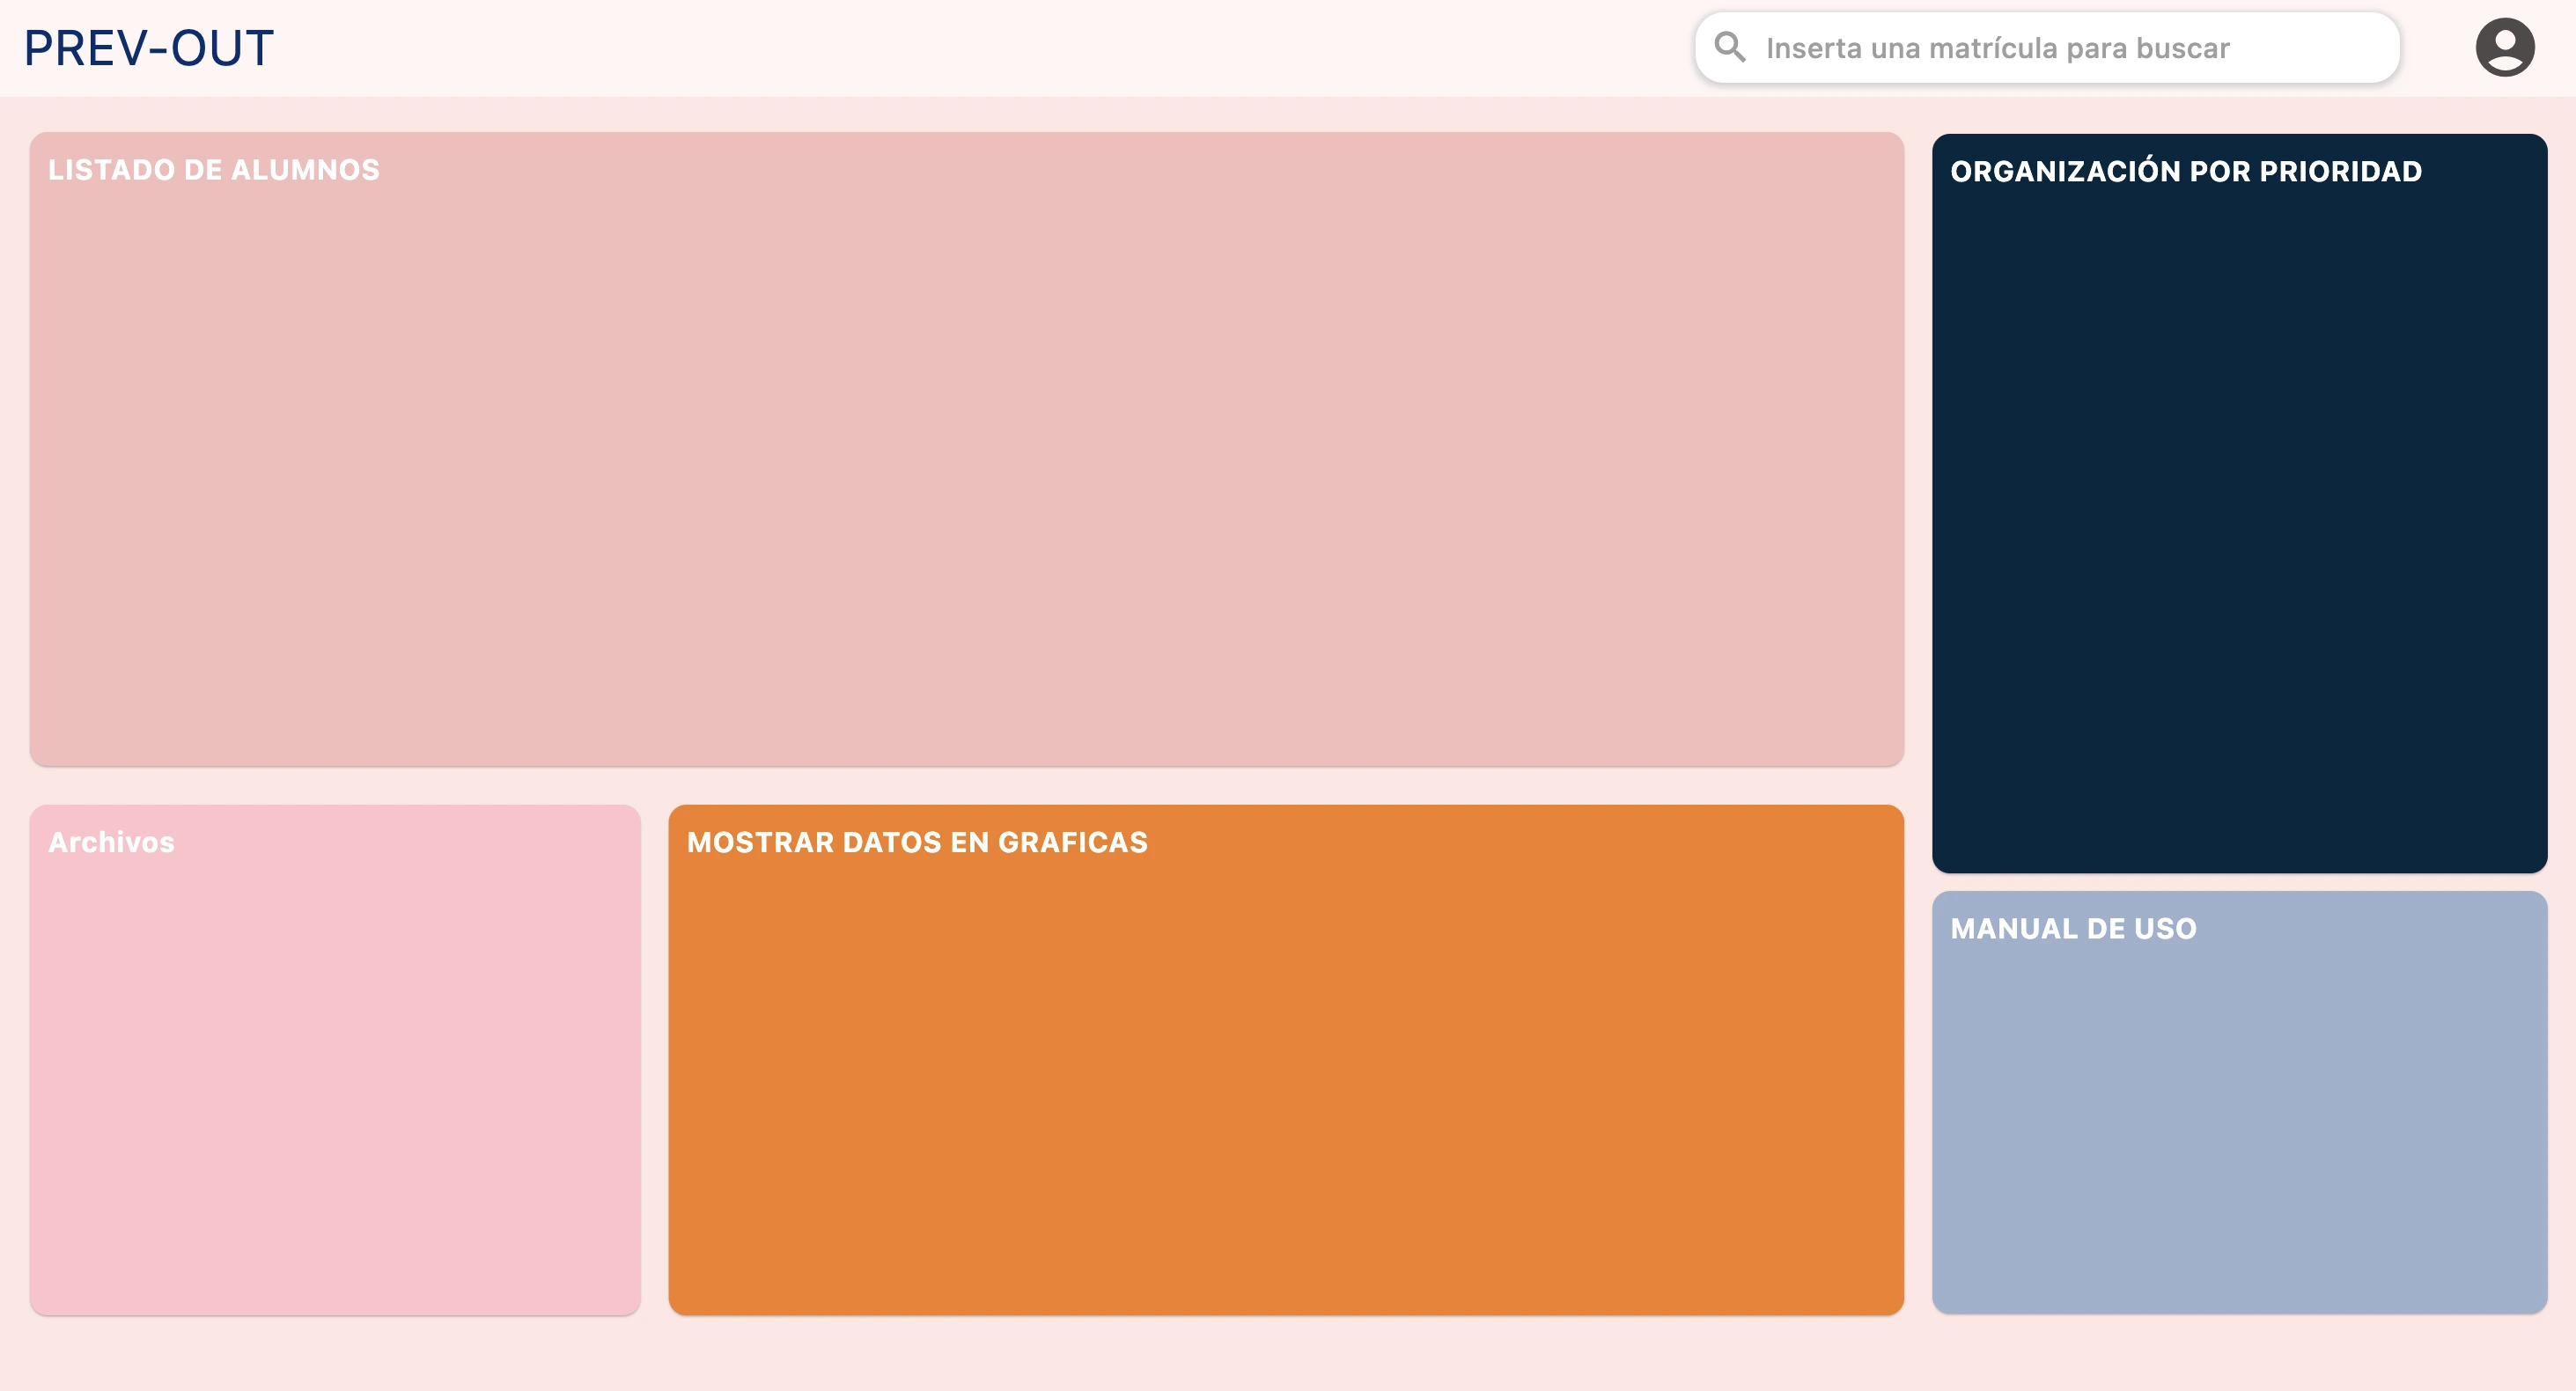 PREV-OUT
Inserta una matrícula para buscar
LISTADO DE ALUMNOS
ORGANIZACIÓN POR PRIORIDAD
Archivos
MOSTRAR DATOS EN GRAFICAS
MANUAL DE USO